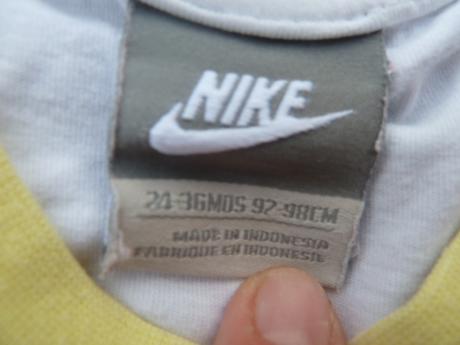 NIKE
24-36MOS 92-98CM
MADE IN INDONESIA
FABRIQUE EN INDONESIE